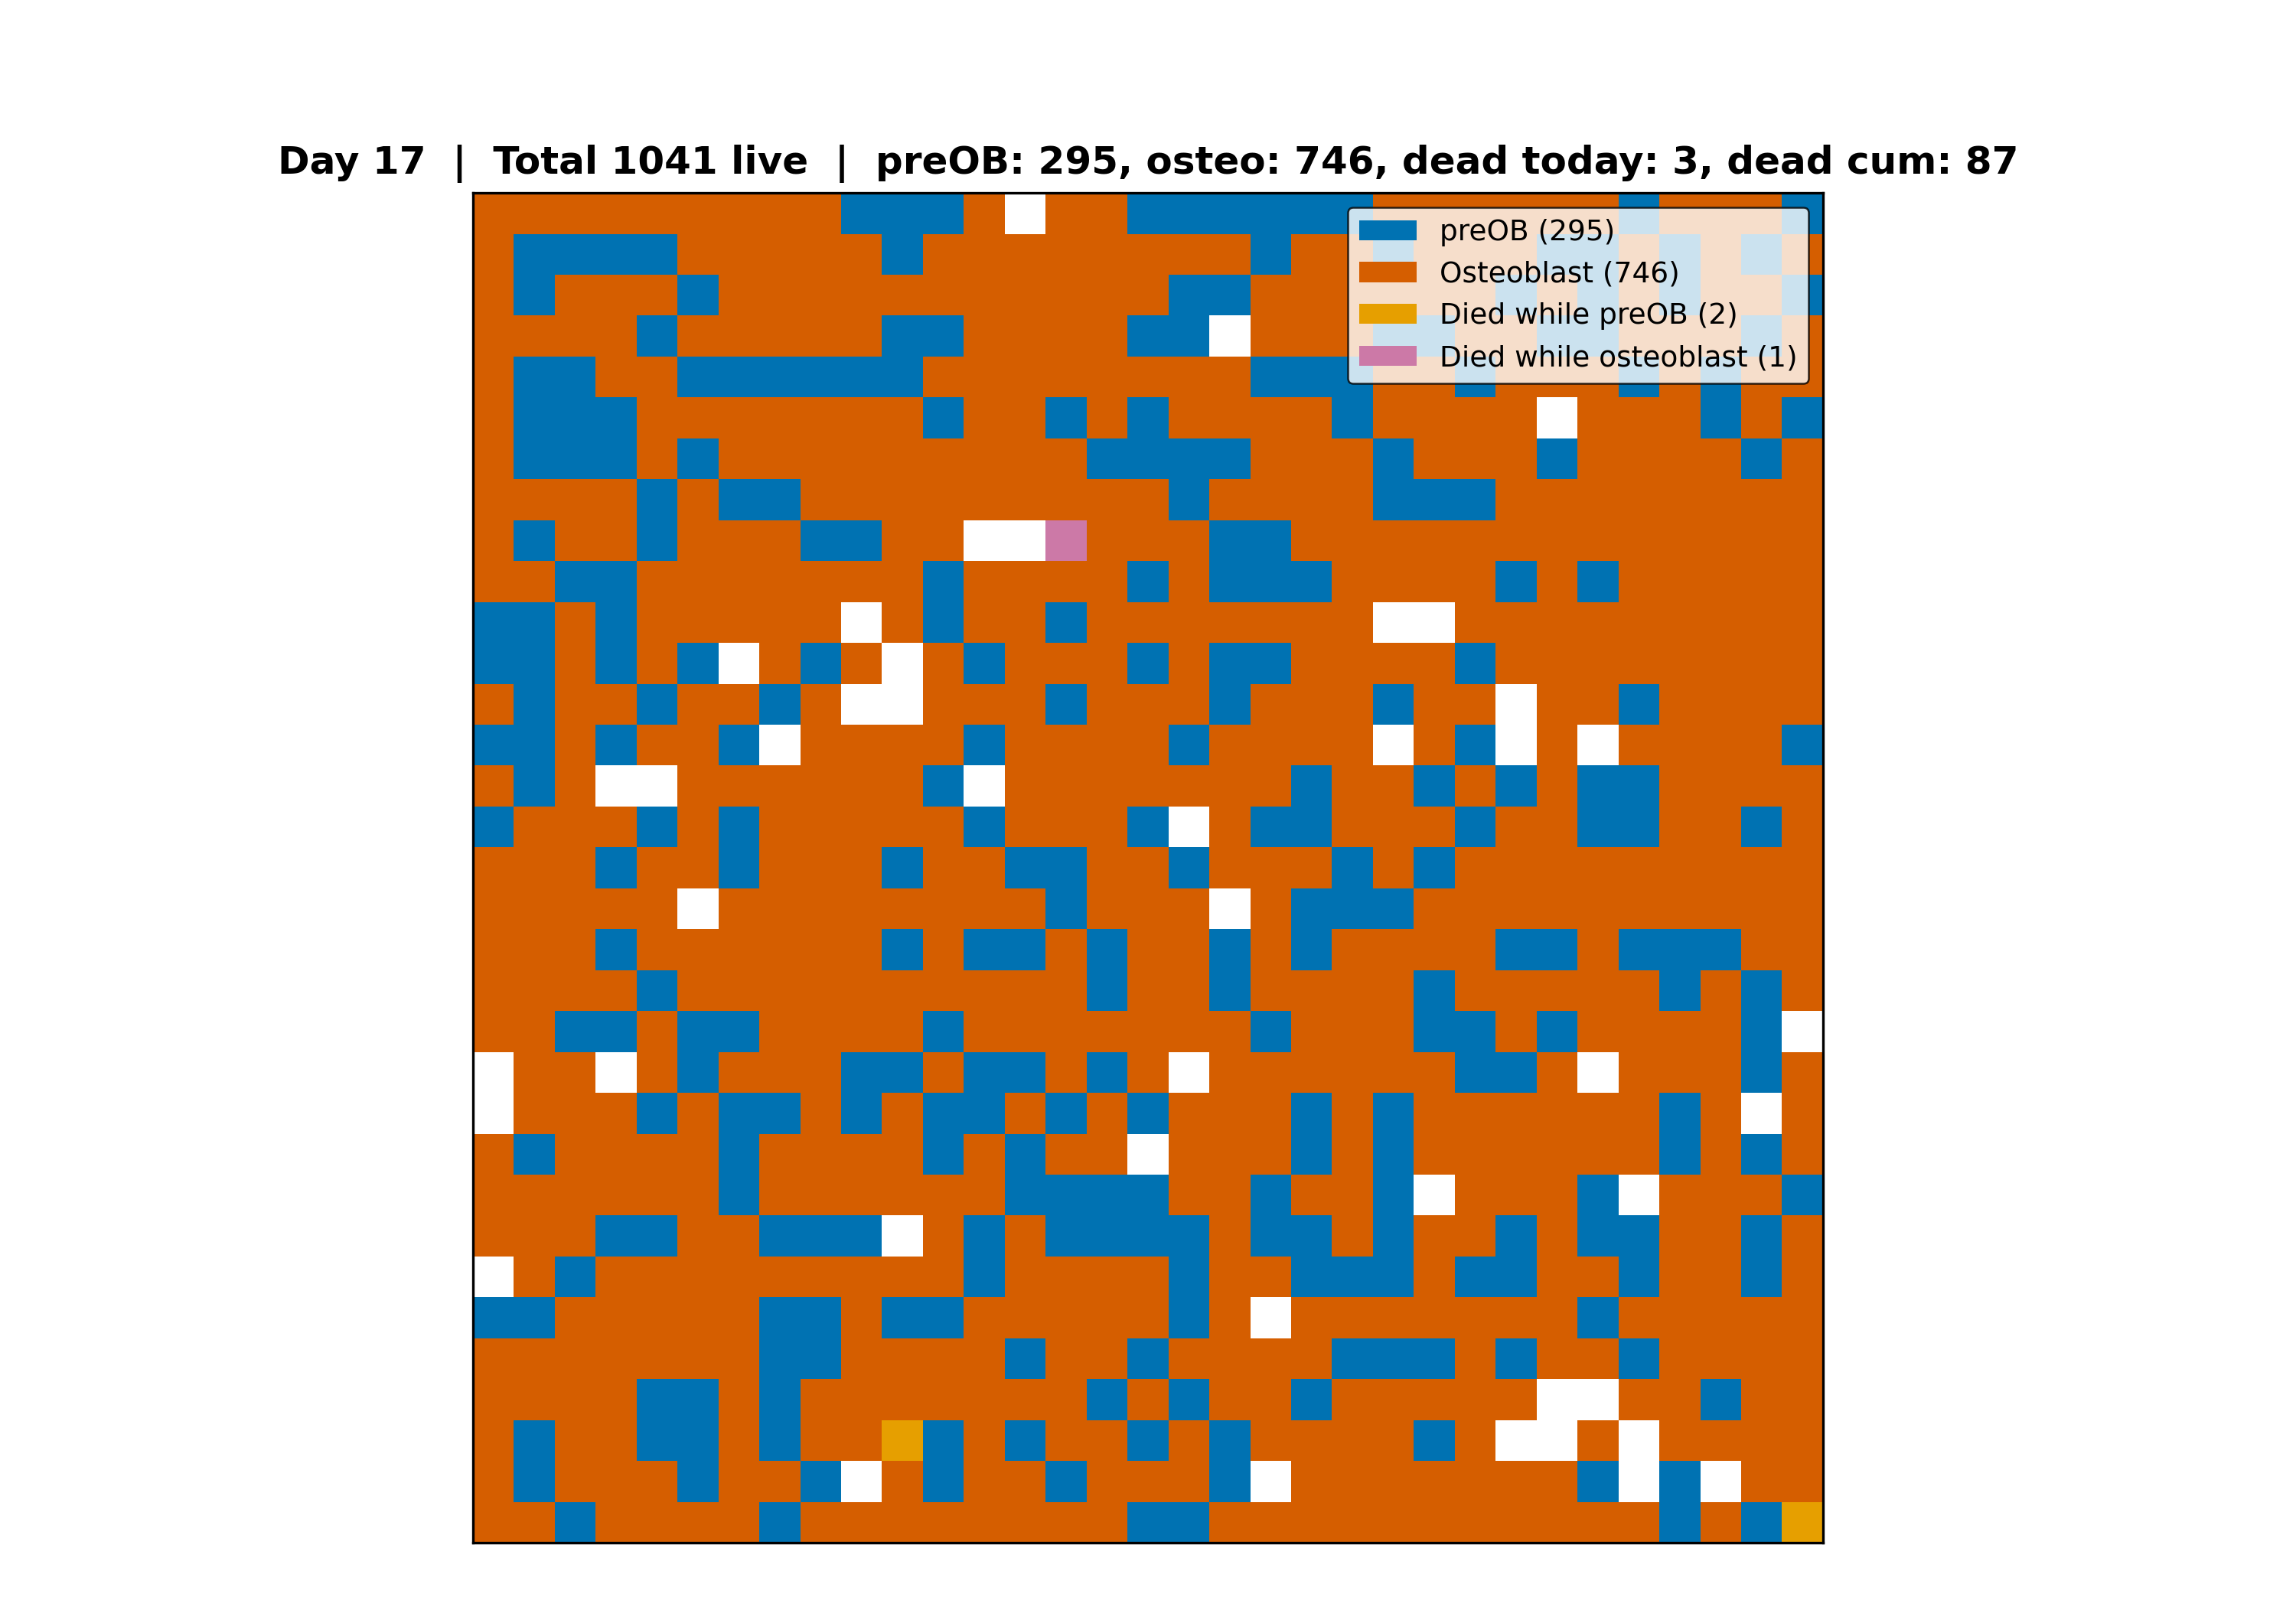 Day 17 | Total 1041 live | preOB: 295, osteo: 746, dead today: 3, dead cum: 87
preOB (295)
Osteoblast (746)
Died while preOB (2)
Died while osteoblast (1)